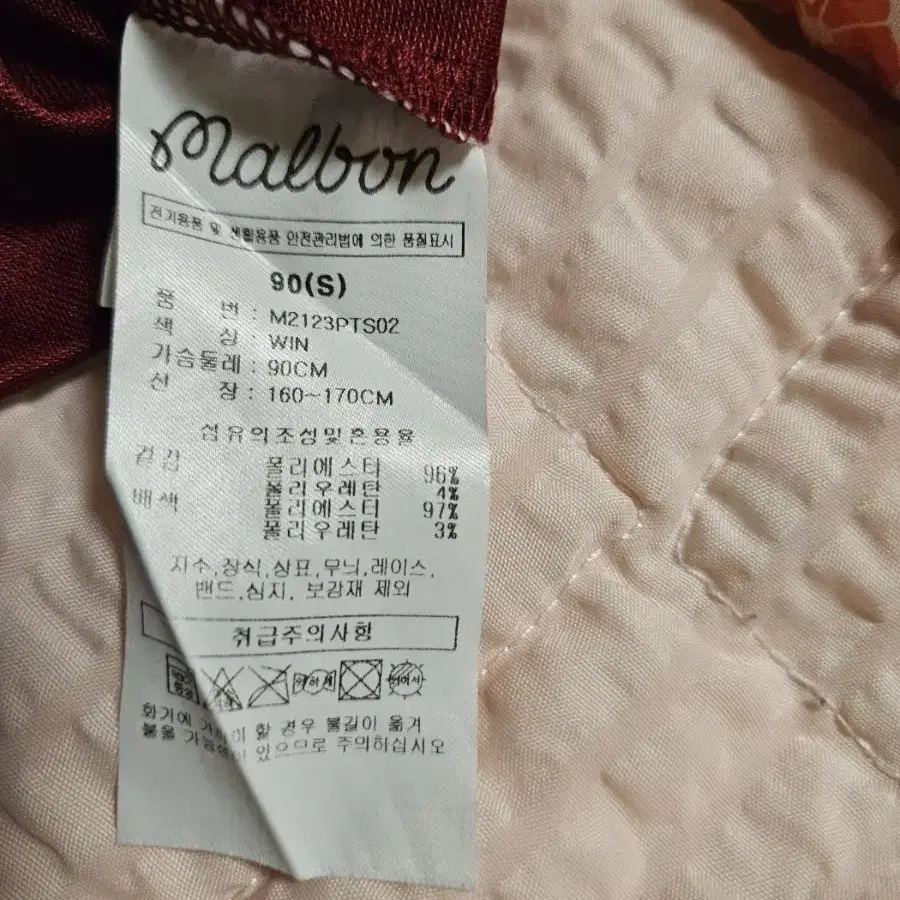 Malbon
전기용품 및 생활용품 안전관리법에 의한 품질표시
90(S)
품 번 : M2123PTS02
색 상 : WIN
가슴둘레 : 90CM
신 장 : 160~170CM
섬유의조성및혼용율
겉감 폴리에스터 96%
폴리우레탄 4%
배색 폴리에스터 97%
폴리우레탄 3%
자수,장식,상표,무늬,레이스,
밴드,심지, 보강재 제외
취급주의사항
화기에 가까이 할 경우 불길이 옮겨
붙을 가능성이 있으므로 주의하십시오